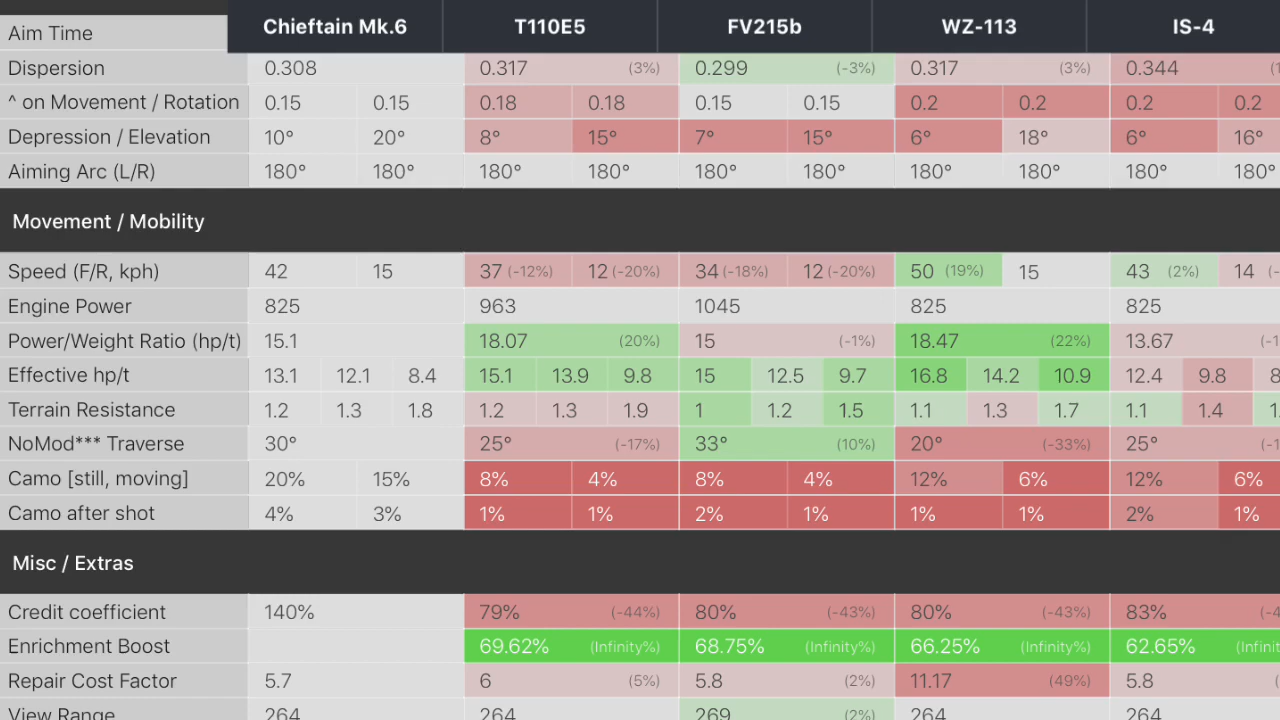 Chieftain Mk.6 T110E5 FV215b WZ-113 IS-4
Aim Time
Dispersion 0.308 0.317 (3%) 0.299 (-3%) 0.317 (3%) 0.344
^ on Movement / Rotation 0.15 0.15 0.18 0.18 0.15 0.15 0.2 0.2 0.2 0.2
Depression / Elevation 10° 20° 8° 15° 7° 15° 6° 18° 6° 16°
Aiming Arc (L/R) 180° 180° 180° 180° 180° 180° 180° 180° 180° 180°
Movement / Mobility
Speed (F/R, kph) 42 15 37 (-12%) 12 (-20%) 34 (-18%) 12 (-20%) 50 (19%) 15 43 (2%) 14
Engine Power 825 963 1045 825 825
Power/Weight Ratio (hp/t) 15.1 18.07 (20%) 15 (-1%) 18.47 (22%) 13.67
Effective hp/t 13.1 12.1 8.4 15.1 13.9 9.8 15 12.5 9.7 16.8 14.2 10.9 12.4 9.8
Terrain Resistance 1.2 1.3 1.8 1.2 1.3 1.9 1 1.2 1.5 1.1 1.3 1.7 1.1 1.4
NoMod*** Traverse 30° 25° (-17%) 33° (10%) 20° (-33%) 25°
Camo [still, moving] 20% 15% 8% 4% 8% 4% 12% 6% 12% 6%
Camo after shot 4% 3% 1% 1% 2% 1% 1% 1% 2% 1%
Misc / Extras
Credit coefficient 140% 79% (-44%) 80% (-43%) 80% (-43%) 83%
Enrichment Boost 69.62% (Infinity%) 68.75% (Infinity%) 66.25% (Infinity%) 62.65%
Repair Cost Factor 5.7 6 (5%) 5.8 (2%) 11.17 (49%) 5.8
View Range 264 264 269 (2%) 264 264